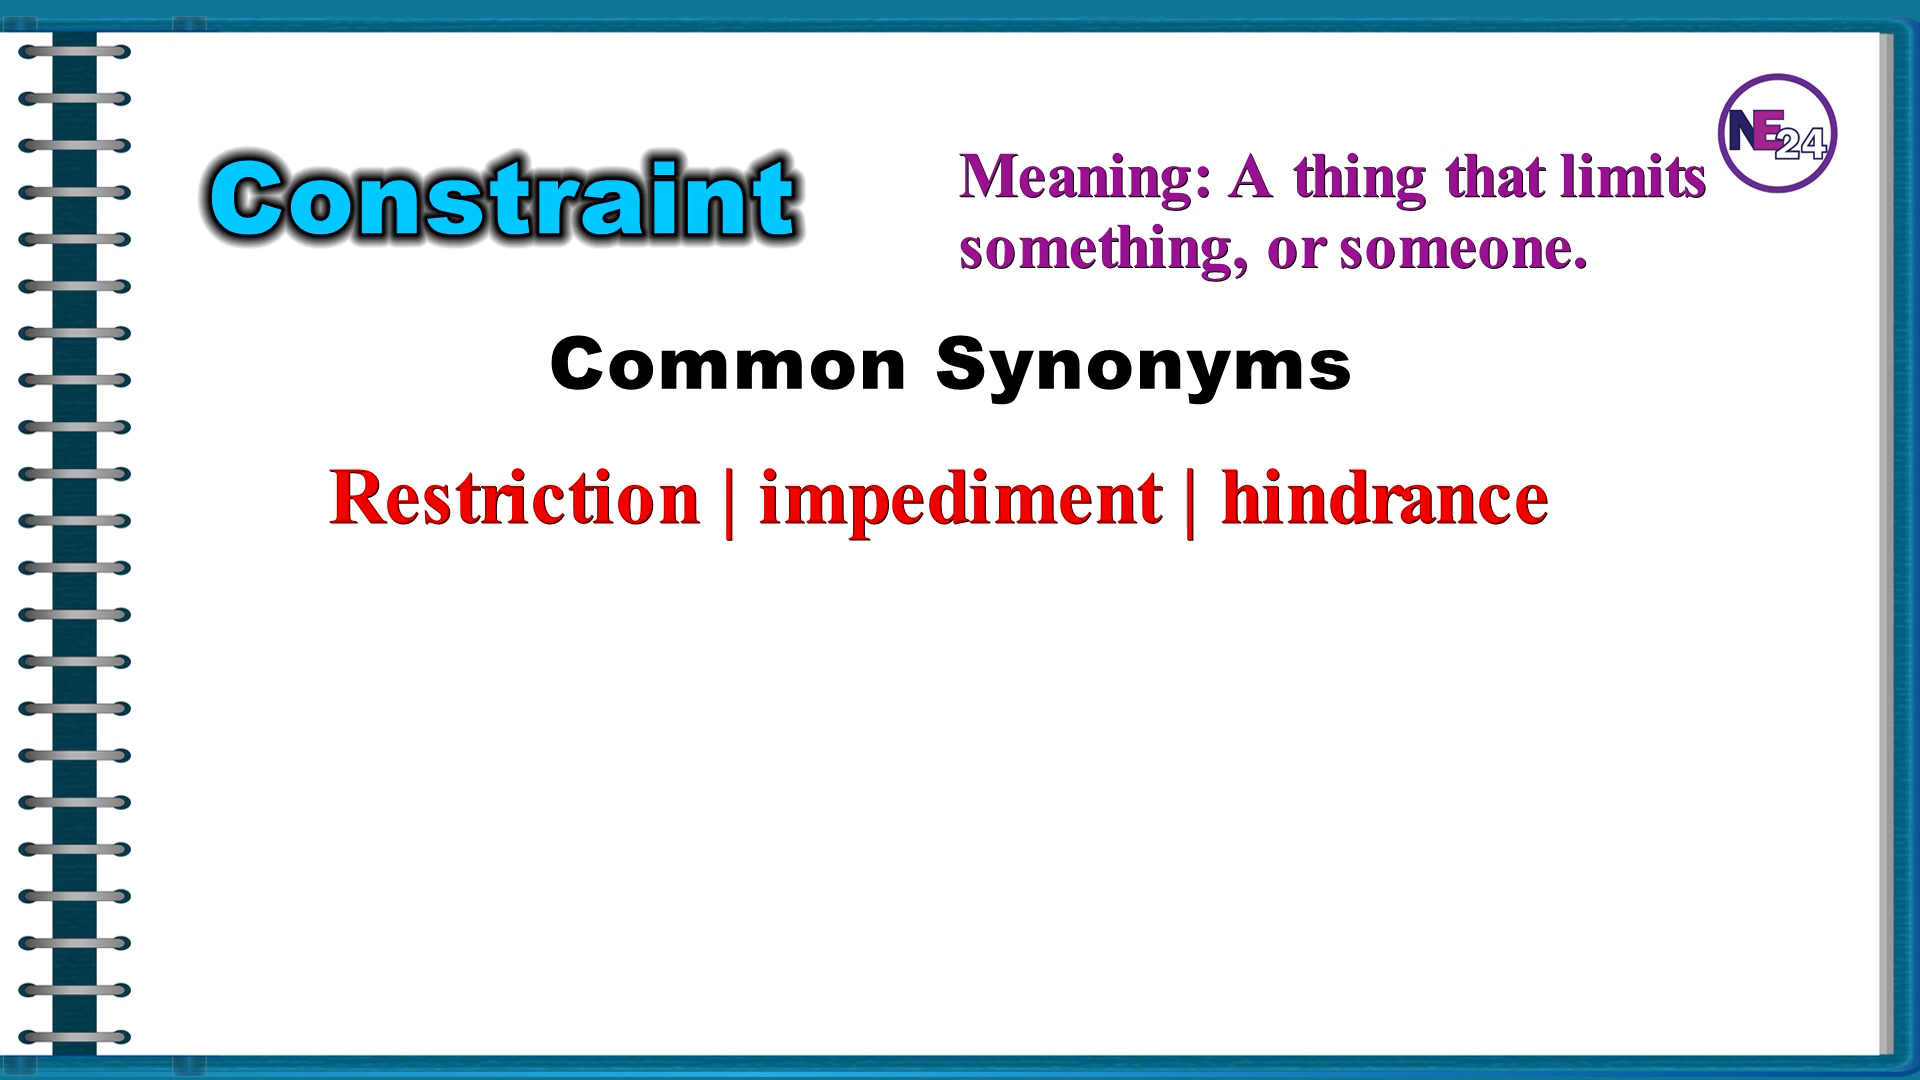 Constraint
Meaning: A thing that limits
something, or someone.
NE24
Common Synonyms
Restriction | impediment | hindrance